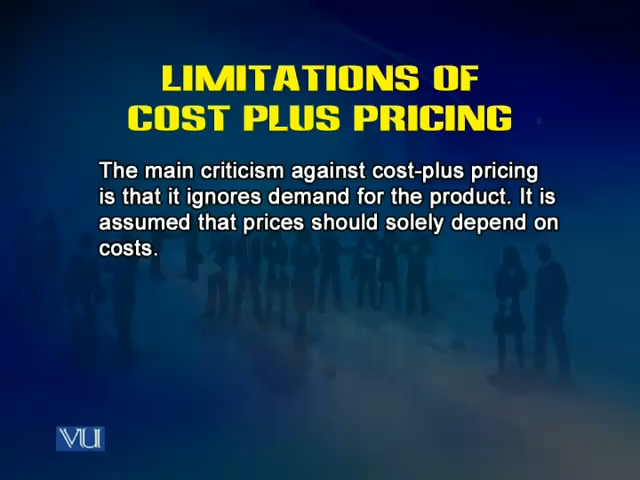 LIMITATIONS OF
COST PLUS PRICING
The main criticism against cost-plus pricing
is that it ignores demand for the product. It is
assumed that prices should solely depend on
costs.
VU